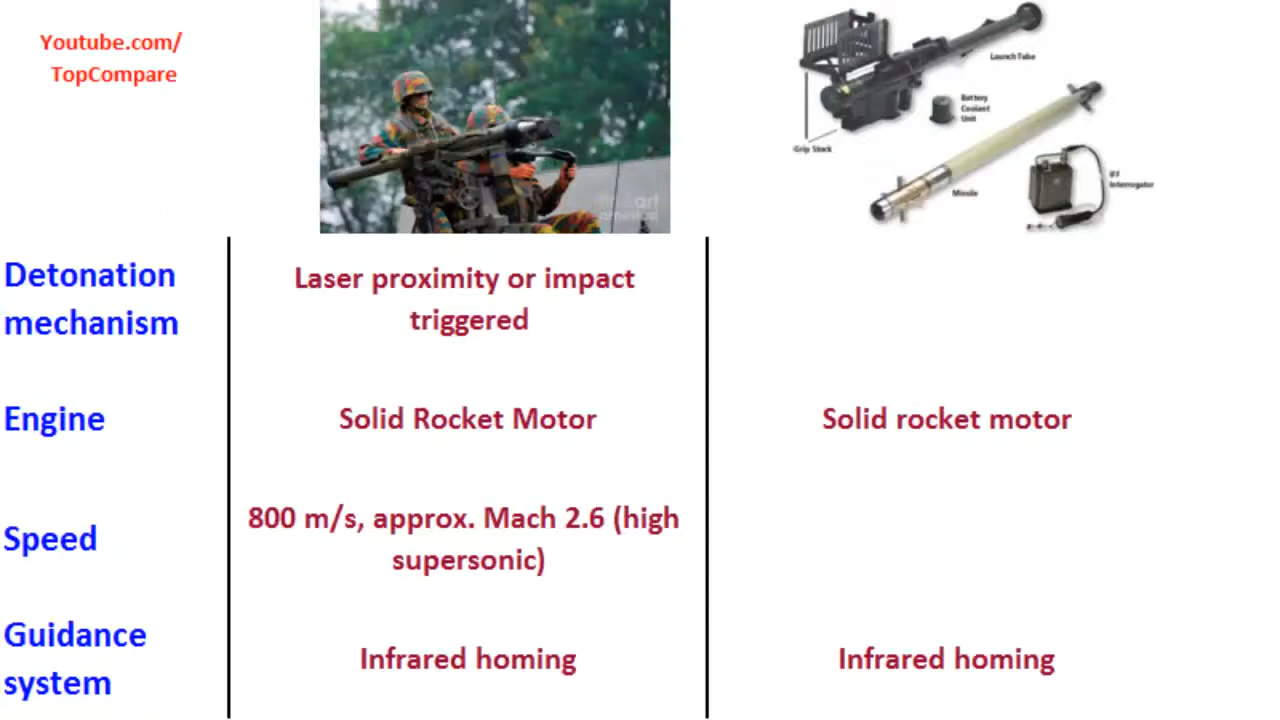 Youtube.com/
TopCompare
Launch Tube
Battery
Coolant
Unit
Grip Stock
Missile
Interrogator
Detonation
mechanism
Laser proximity or impact
triggered
Engine
Solid Rocket Motor
Solid rocket motor
Speed
800 m/s, approx. Mach 2.6 (high
supersonic)
Guidance
system
Infrared homing
Infrared homing